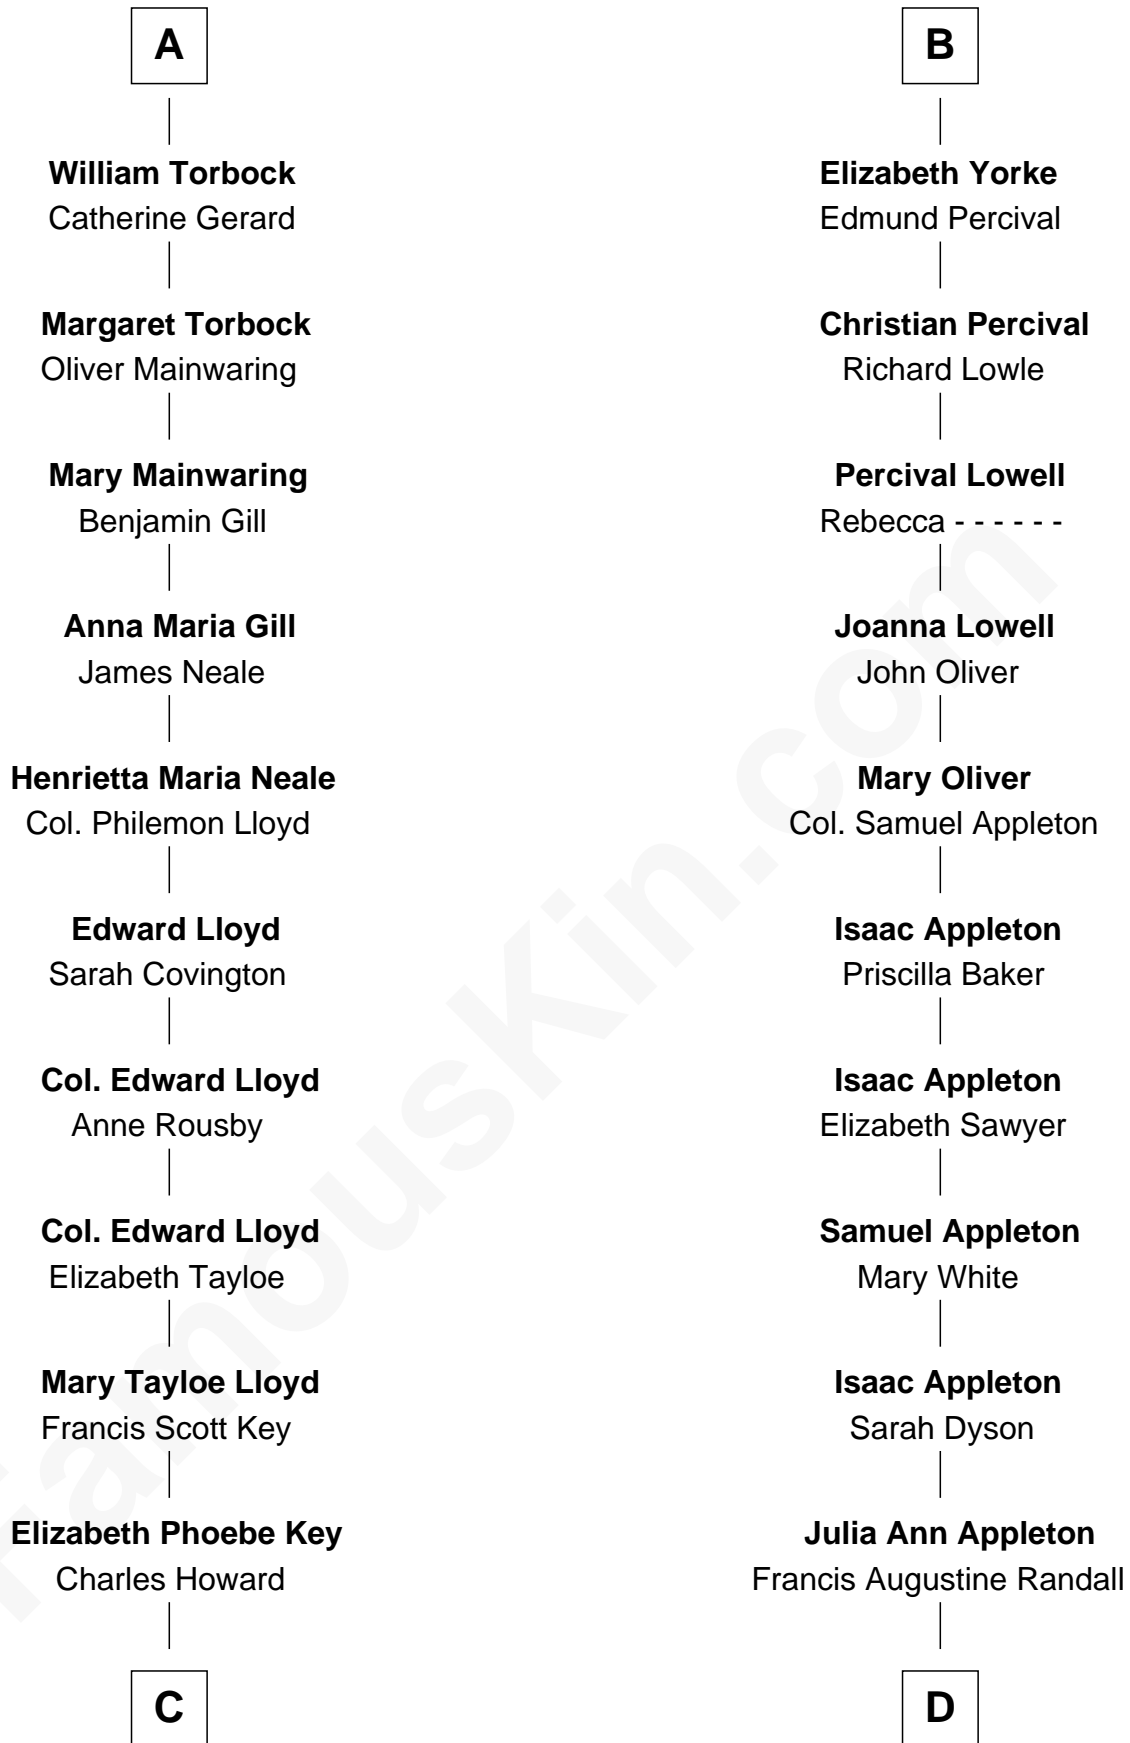 A
William Torbock
Catherine Gerard
Margaret Torbock
Oliver Mainwaring
Mary Mainwaring
Benjamin Gill
Anna Maria Gill
James Neale
Henrietta Maria Neale
Col. Philemon Lloyd
Edward Lloyd
Sarah Covington
Col. Edward Lloyd
Anne Rousby
Col. Edward Lloyd
Elizabeth Tayloe
Mary Tayloe Lloyd
Francis Scott Key
Elizabeth Phoebe Key
Charles Howard
C
B
Elizabeth Yorke
Edmund Percival
Christian Percival
Richard Lowle
Percival Lowell
Rebecca - - - - - -
Joanna Lowell
John Oliver
Mary Oliver
Col. Samuel Appleton
Isaac Appleton
Priscilla Baker
Isaac Appleton
Elizabeth Sawyer
Samuel Appleton
Mary White
Isaac Appleton
Sarah Dyson
Julia Ann Appleton
Francis Augustine Randall
D
FamousKin.com